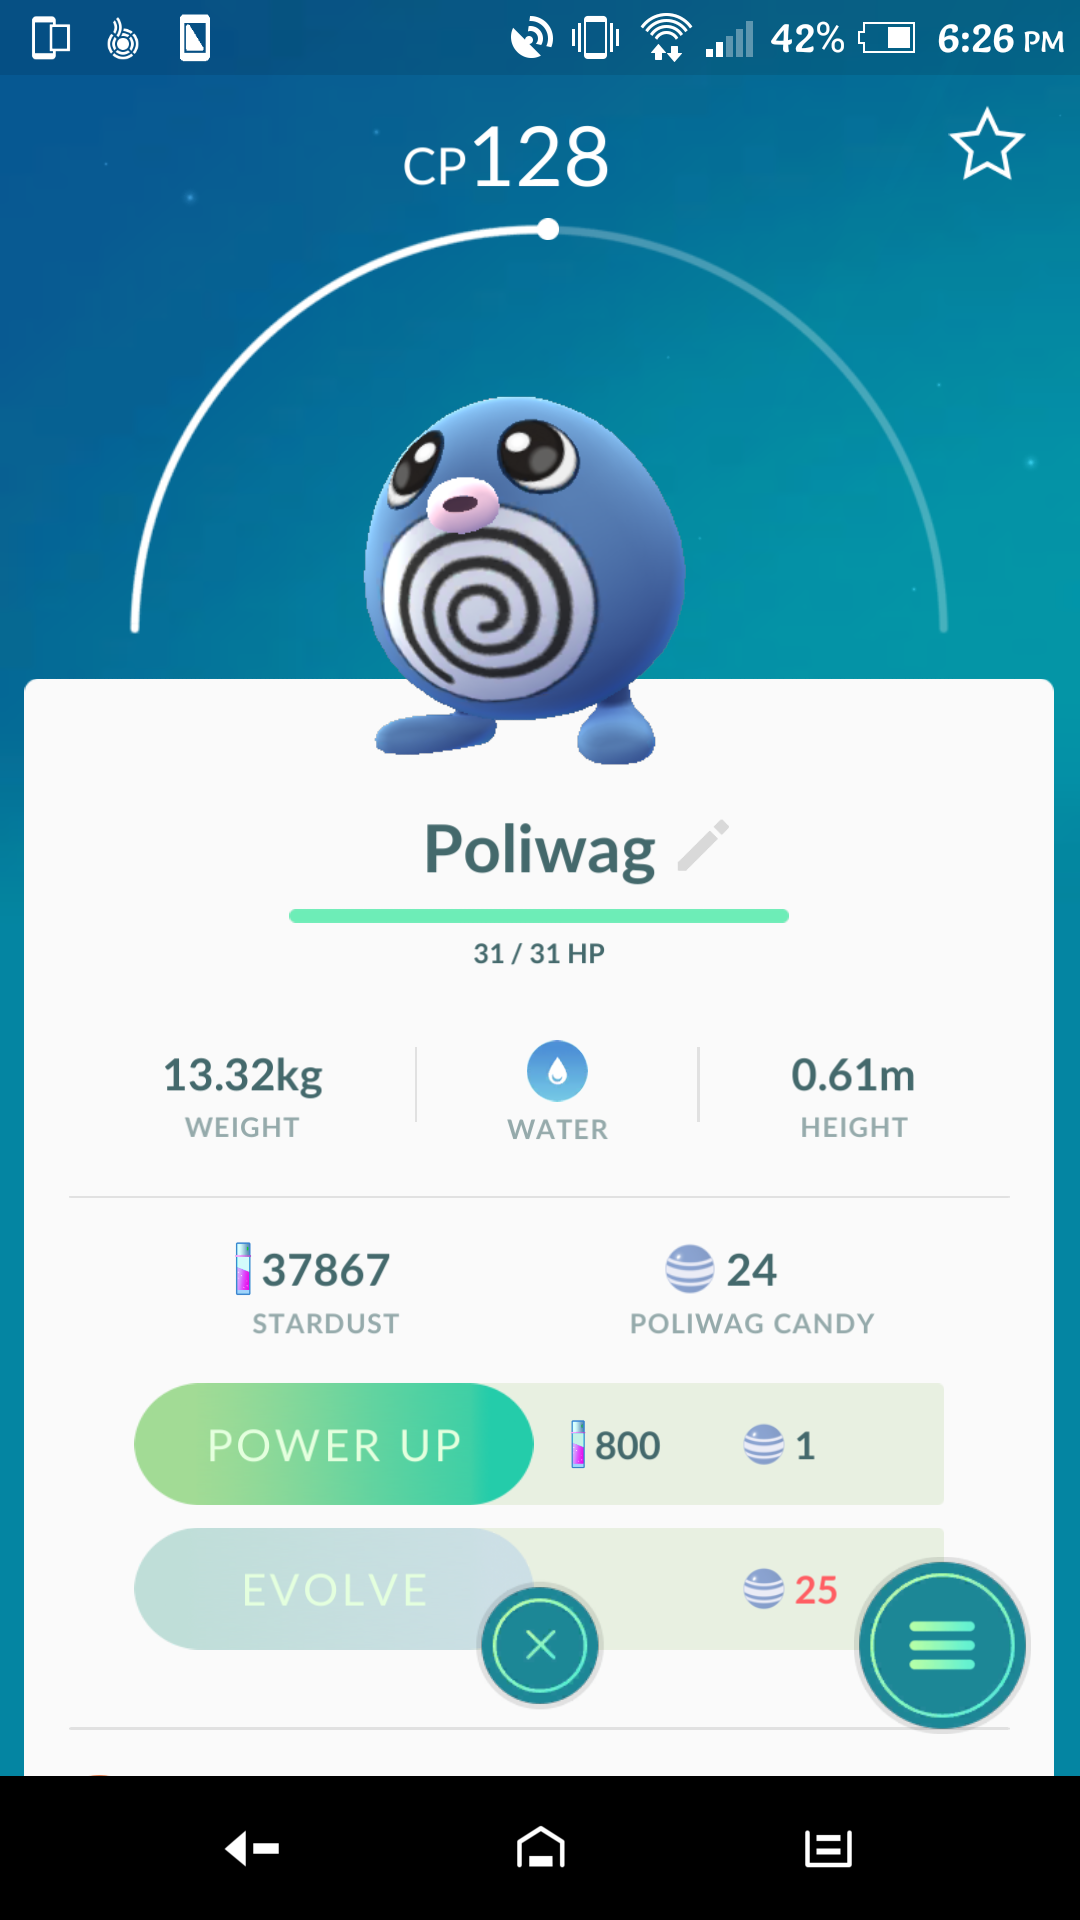 42% 6:26 PM
CP128
Poliwag
31 / 31 HP
13.32kg
WEIGHT
WATER
0.61m
HEIGHT
37867
STARDUST
24
POLIWAG CANDY
POWER UP 800 1
EVOLVE 25